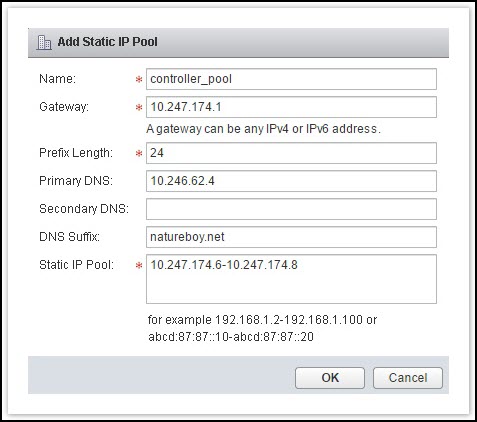 Add Static IP Pool
Name: * controller_pool
Gateway: * 10.247.174.1
A gateway can be any IPv4 or IPv6 address.
Prefix Length: * 24
Primary DNS: 10.246.62.4
Secondary DNS:
DNS Suffix: natureboy.net
Static IP Pool: * 10.247.174.6-10.247.174.8
for example 192.168.1.2-192.168.1.100 or
abcd:87:87::10-abcd:87:87::20
OK Cancel